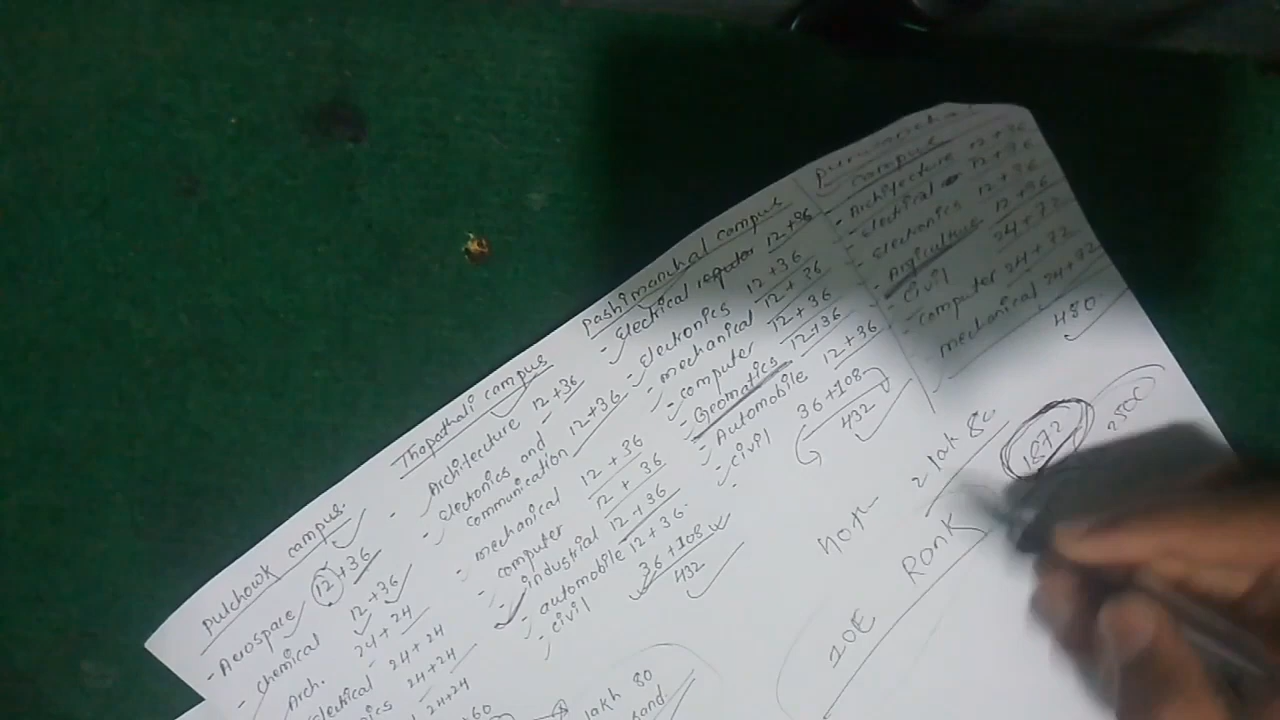 pulchowk campus.
- Aerospace 12+36
- chemical 12+36
Arch. 24+24
electrical 24+24
24+24
24+24
Thapathali campus
- Architecture 12+36
- electronics and
communication 12+36
- mechanical 12+36
- computer 12+36
- industrial 12+36
- automobile 12+36
- civil 36+108
432
pashimanchal campus
- Electrical 12+36
- Electronics 12+36
- mechanical 12+36
- computer 12+36
- Geomatics 12+36
- Automobile 12+36
- civil 36+108
432
campus
- Architecture 12+36
- electrical 12+36
- Electronics 12+36
- Agriculture 12+36
- civil 24+72
- computer 24+72
mechanical 24+72
480
1872
2500
2 lakh 80
Rank
IOE
lakh 80